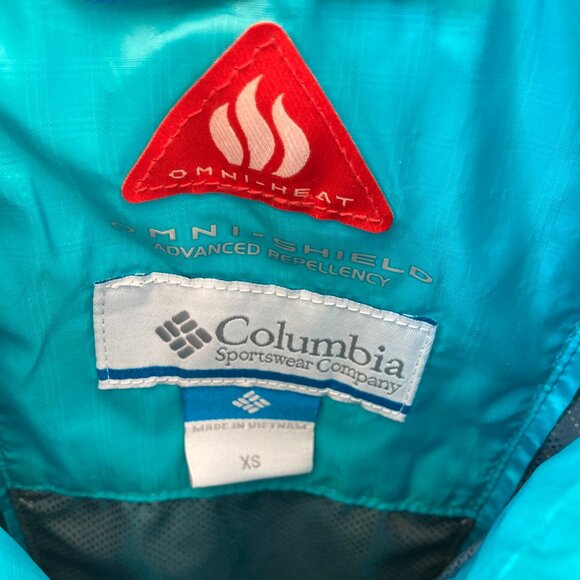 OMNI-HEAT
OMNI-SHIELD
ADVANCED REPELLENCY
Columbia
Sportswear Company
MADE IN VIETNAM
XS